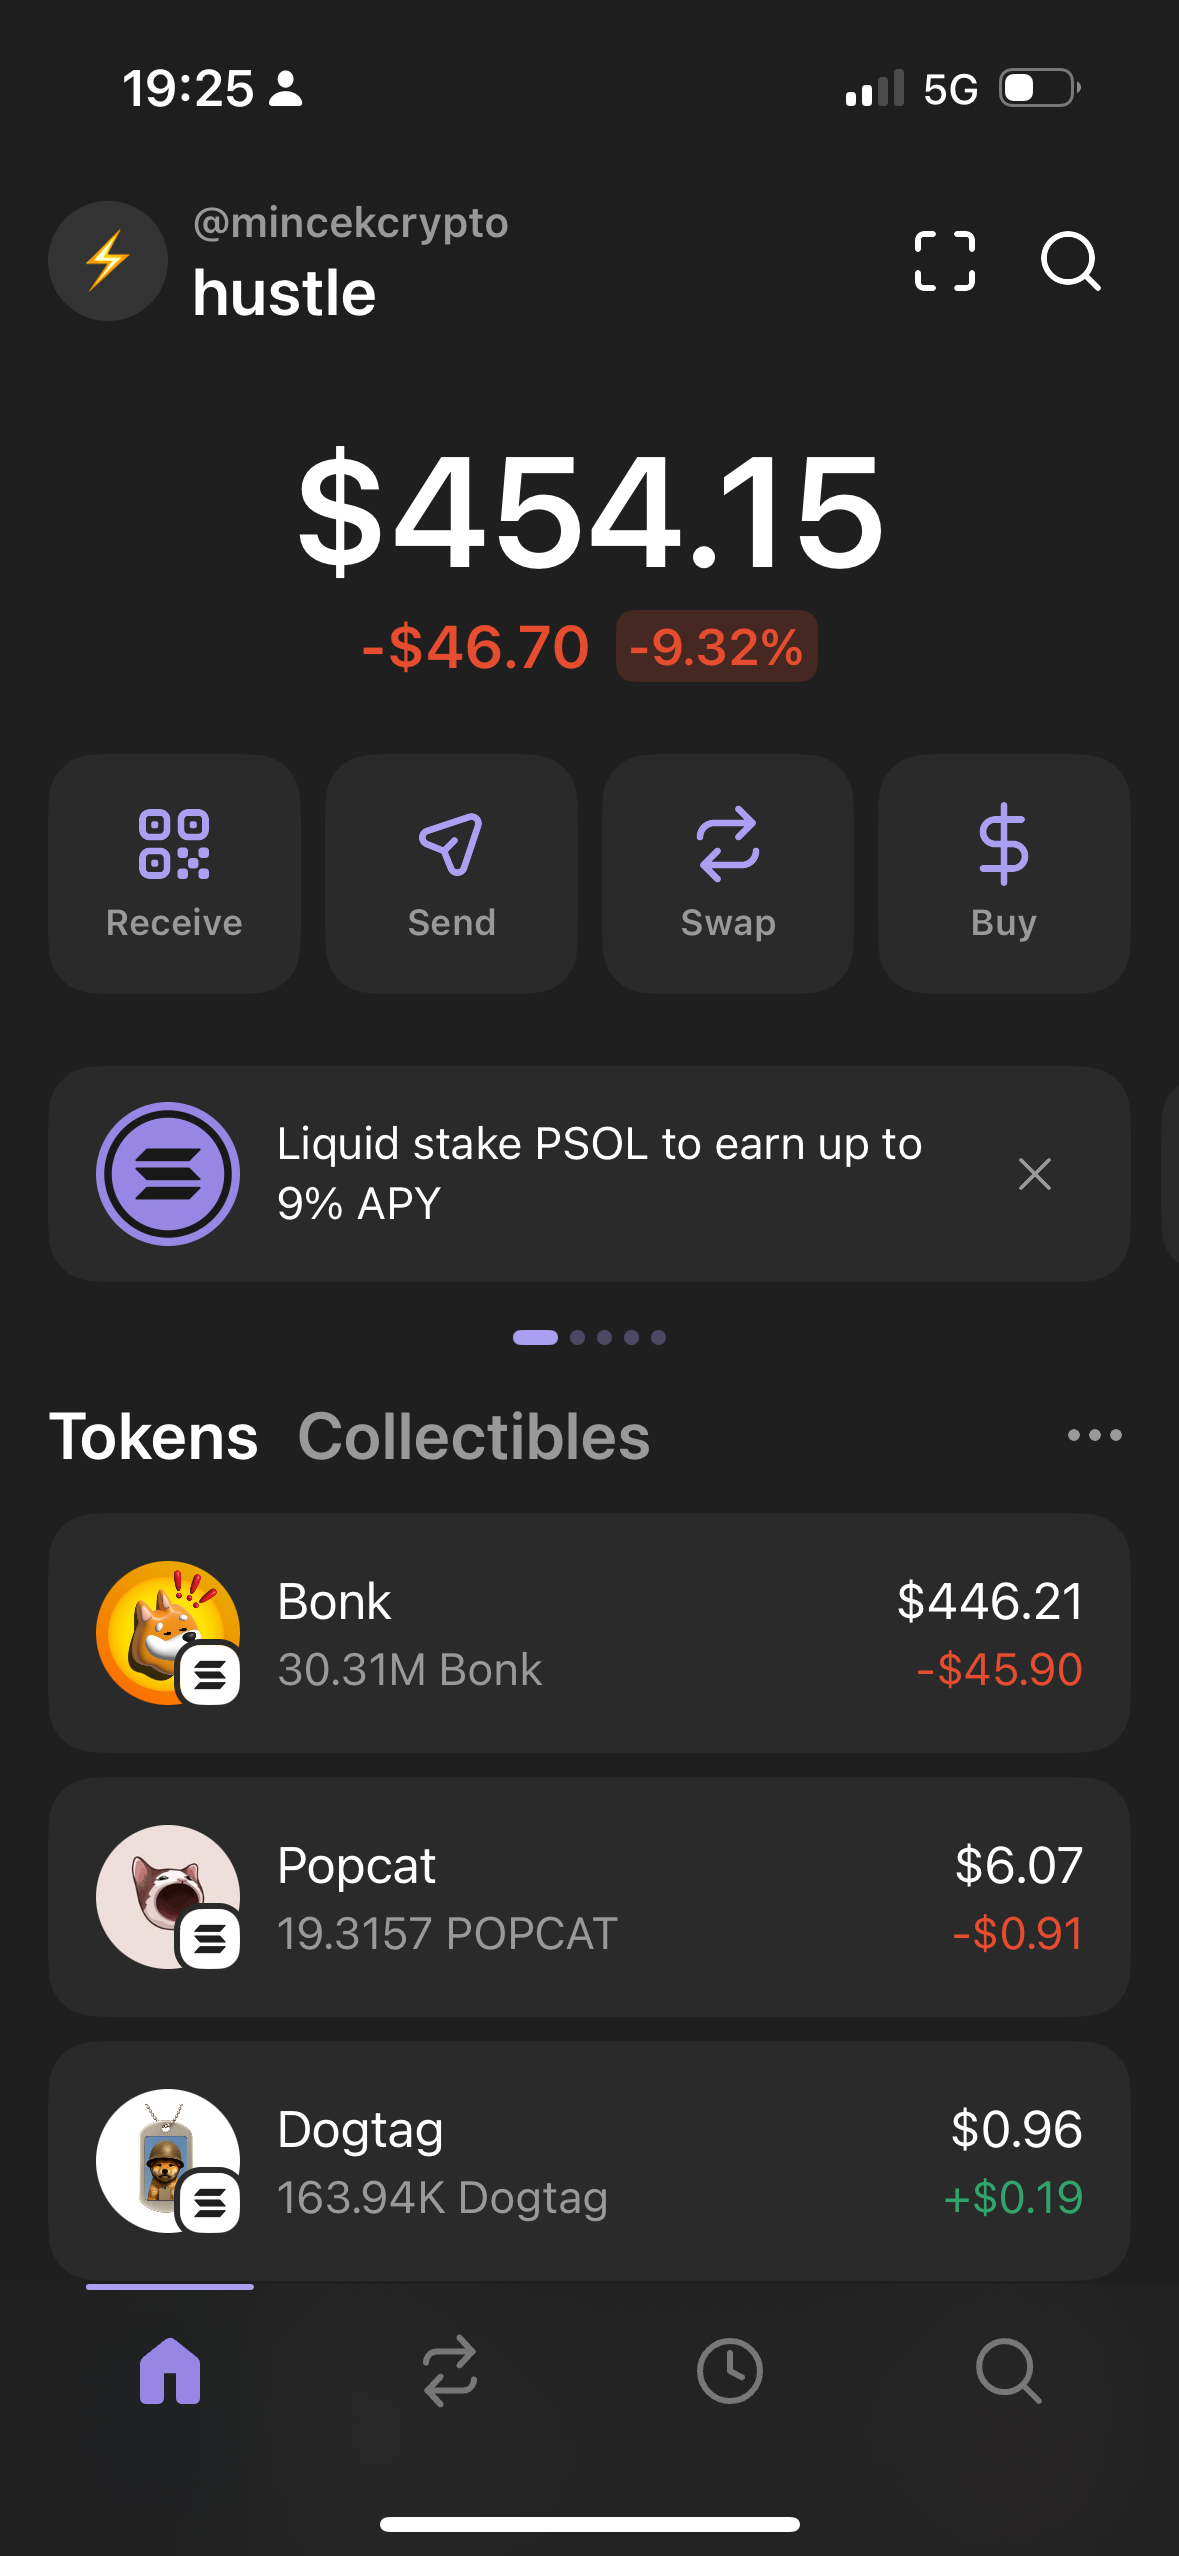 19:25
5G
@mincekcrypto
hustle
$454.15
-$46.70 -9.32%
Receive Send Swap Buy
Liquid stake PSOL to earn up to
9% APY
Tokens Collectibles
Bonk $446.21
30.31M Bonk -$45.90
Popcat $6.07
19.3157 POPCAT -$0.91
Dogtag $0.96
163.94K Dogtag +$0.19